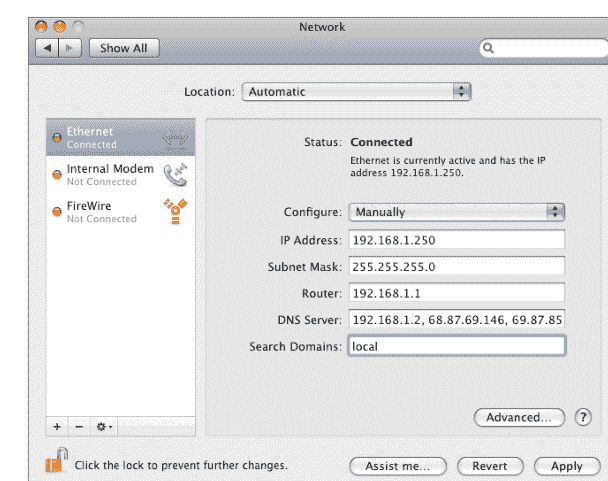 Network
Show All
Location: Automatic
Ethernet
Connected
Internal Modem
Not Connected
FireWire
Not Connected
Status: Connected
Ethernet is currently active and has the IP
address 192.168.1.250.
Configure: Manually
IP Address: 192.168.1.250
Subnet Mask: 255.255.255.0
Router: 192.168.1.1
DNS Server: 192.168.1.2, 68.87.69.146, 69.87.85
Search Domains: local
Advanced... ?
+ -
Click the lock to prevent further changes.
Assist me... Revert Apply